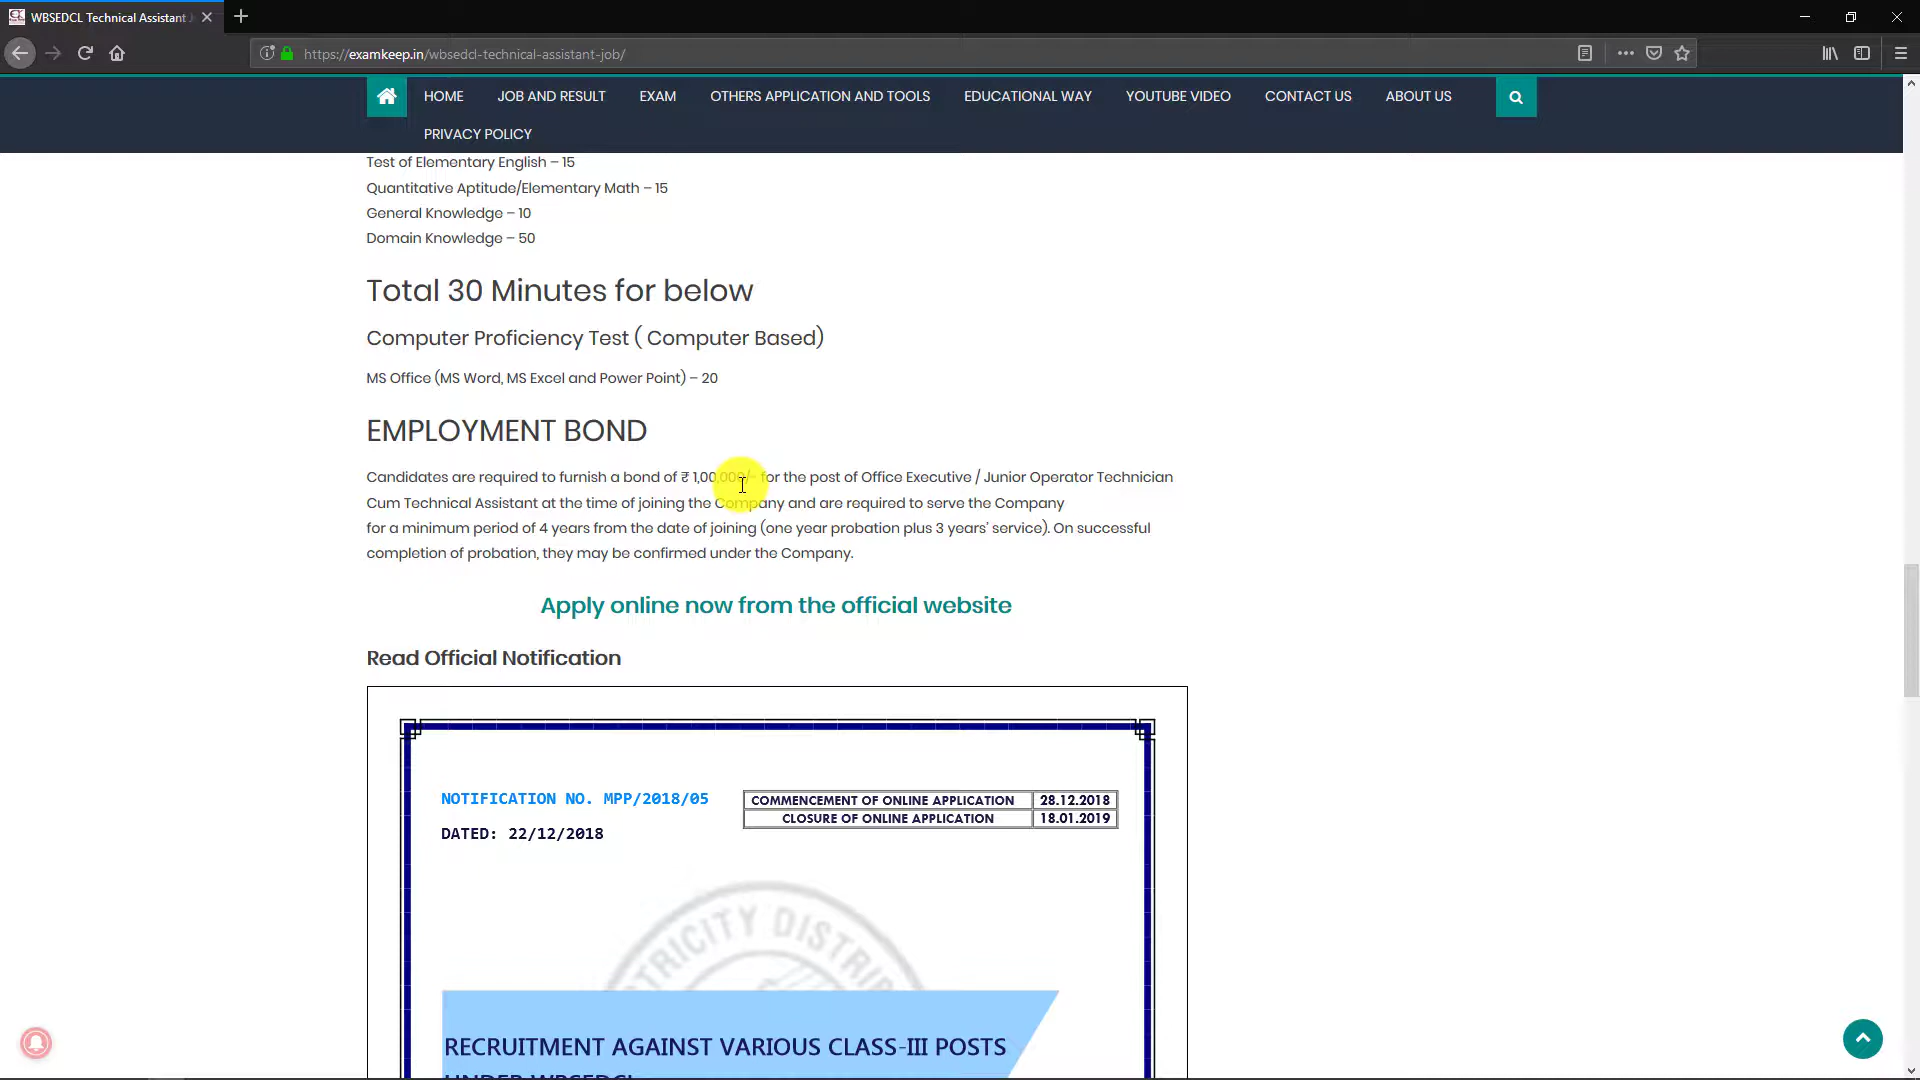 WBSEDCL Technical Assistant
https://examkeep.in/wbsedcl-technical-assistant-job/
HOME JOB AND RESULT EXAM OTHERS APPLICATION AND TOOLS EDUCATIONAL WAY YOUTUBE VIDEO CONTACT US ABOUT US
PRIVACY POLICY
Test of Elementary English – 15
Quantitative Aptitude/Elementary Math – 15
General Knowledge – 10
Domain Knowledge – 50
Total 30 Minutes for below
Computer Proficiency Test ( Computer Based)
MS Office (MS Word, MS Excel and Power Point) – 20
EMPLOYMENT BOND
Candidates are required to furnish a bond of ₹ 1,00,000/- for the post of Office Executive / Junior Operator Technician
Cum Technical Assistant at the time of joining the Company and are required to serve the Company
for a minimum period of 4 years from the date of joining (one year probation plus 3 years’ service). On successful
completion of probation, they may be confirmed under the Company.
Apply online now from the official website
Read Official Notification
NOTIFICATION NO. MPP/2018/05
COMMENCEMENT OF ONLINE APPLICATION 28.12.2018
CLOSURE OF ONLINE APPLICATION 18.01.2019
DATED: 22/12/2018
TRICITY DISTRI
RECRUITMENT AGAINST VARIOUS CLASS-III POSTS
UNDER WBSEDCL